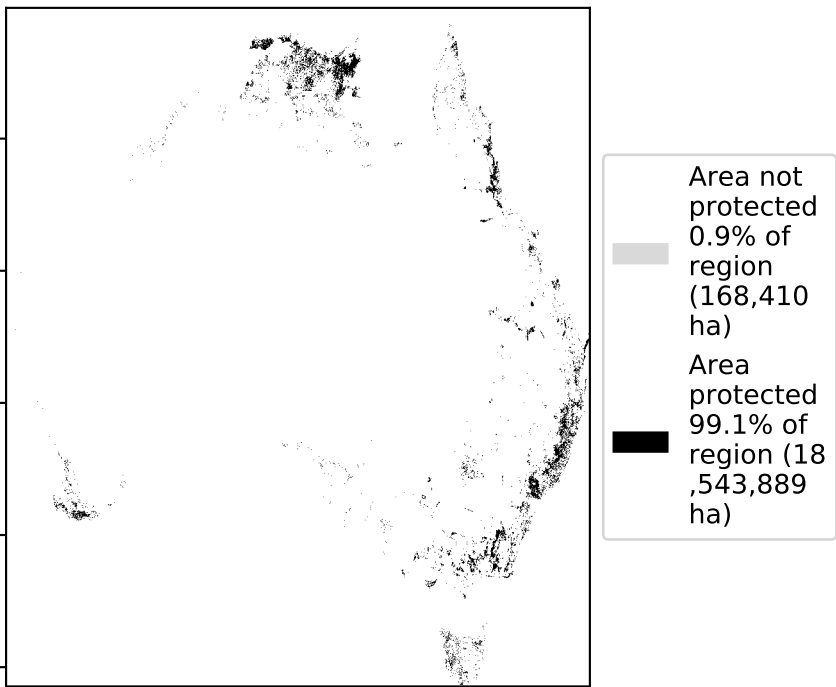 Area not
protected
0.9% of
region
(168,410
ha)
Area
protected
99.1% of
region (18
,543,889
ha)